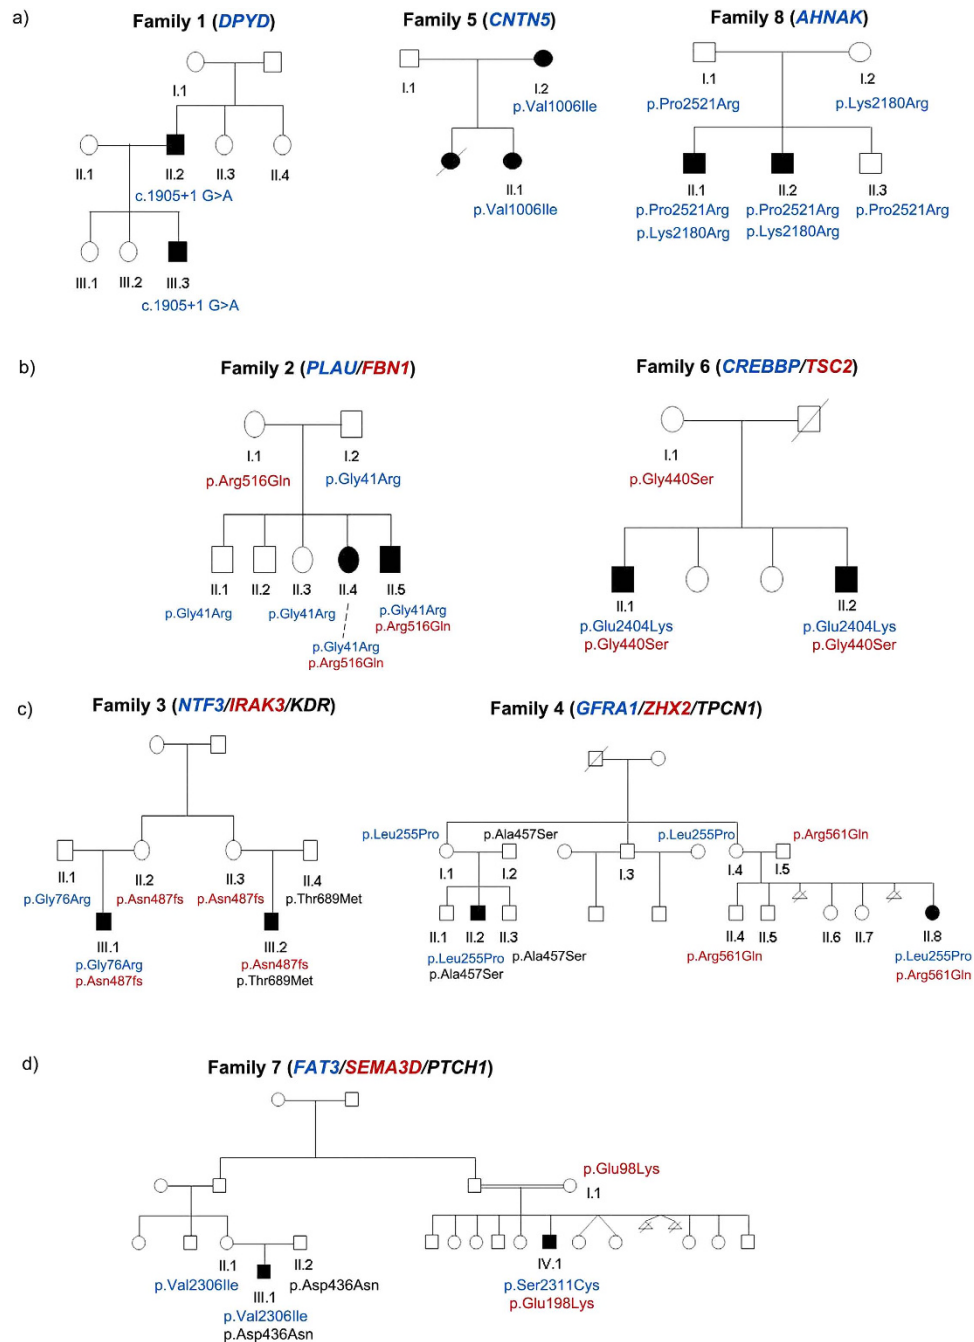 a)
Family 1 (DPYD)
Family 5 (CNTN5)
Family 8 (AHNAK)
I.1
I.1
I.2
I.1
I.2
p.Val1006Ile
p.Pro2521Arg
p.Lys2180Arg
II.1
II.2
II.3
II.4
c.1905+1 G>A
II.1
p.Val1006Ile
II.1
II.2
II.3
p.Pro2521Arg
p.Pro2521Arg
p.Pro2521Arg
p.Lys2180Arg
p.Lys2180Arg
III.1
III.2
III.3
c.1905+1 G>A
b)
Family 2 (PLAU/FBN1)
Family 6 (CREBBP/TSC2)
I.1
I.2
p.Arg516Gln
p.Gly41Arg
I.1
p.Gly440Ser
II.1
II.2
II.3
II.4
II.5
p.Gly41Arg
p.Gly41Arg
p.Gly41Arg
p.Arg516Gln
p.Gly41Arg
p.Arg516Gln
II.1
II.2
p.Glu2404Lys
p.Glu2404Lys
p.Gly440Ser
p.Gly440Ser
c)
Family 3 (NTF3/IRAK3/KDR)
Family 4 (GFRA1/ZHX2/TPCN1)
II.1
II.2
II.3
II.4
p.Gly76Arg
p.Asn487fs
p.Asn487fs
p.Thr689Met
III.1
III.2
p.Gly76Arg
p.Asn487fs
p.Asn487fs
p.Thr689Met
p.Leu255Pro
p.Ala457Ser
p.Leu255Pro
p.Arg561Gln
I.1
I.2
I.3
I.4
I.5
II.1
II.2
II.3
II.4
II.5
II.6
II.7
II.8
p.Leu255Pro
p.Ala457Ser
p.Ala457Ser
p.Arg561Gln
p.Leu255Pro
p.Arg561Gln
d)
Family 7 (FAT3/SEMA3D/PTCH1)
p.Glu98Lys
I.1
II.1
II.2
p.Val2306Ile
p.Asp436Asn
III.1
p.Val2306Ile
p.Asp436Asn
IV.1
p.Ser2311Cys
p.Glu198Lys